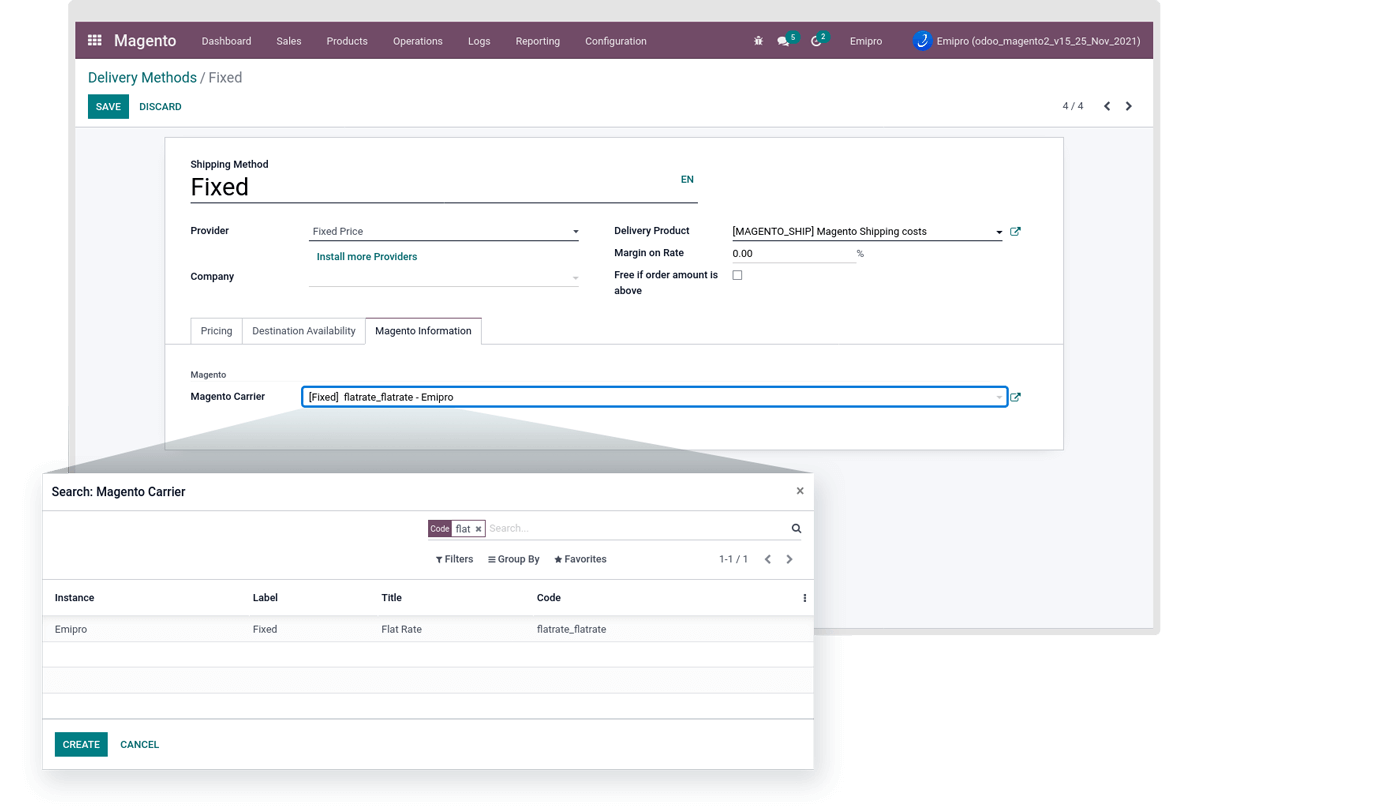 Magento Dashboard Sales Products Operations Logs Reporting Configuration 5 2 Emipro Emipro (odoo_magento2_v15_25_Nov_2021)
Delivery Methods / Fixed
SAVE DISCARD 4 / 4
Shipping Method
Fixed EN
Provider Fixed Price Delivery Product [MAGENTO_SHIP] Magento Shipping costs
Install more Providers Margin on Rate 0.00 %
Company Free if order amount is
above
Pricing Destination Availability Magento Information
Magento
Magento Carrier [Fixed] flatrate_flatrate - Emipro
Search: Magento Carrier ×
Code flat × Search...
Filters Group By Favorites 1-1 / 1
Instance Label Title Code
Emipro Fixed Flat Rate flatrate_flatrate
CREATE CANCEL